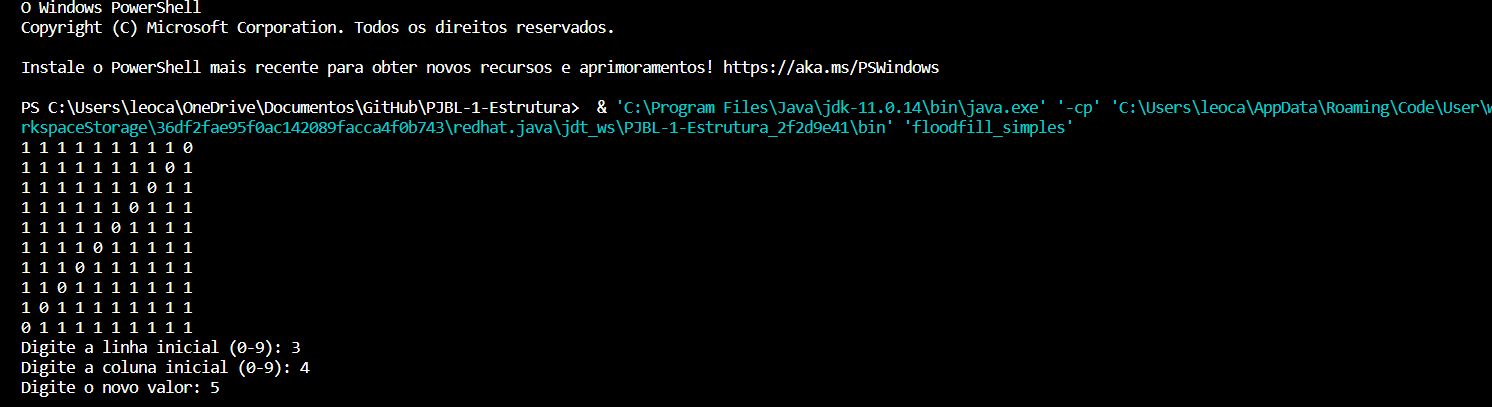 O Windows PowerShell
Copyright (C) Microsoft Corporation. Todos os direitos reservados.
Instale o PowerShell mais recente para obter novos recursos e aprimoramentos! https://aka.ms/PSWindows
PS C:\Users\leoca\OneDrive\Documentos\GitHub\PJBL-1-Estrutura>  & 'C:\Program Files\Java\jdk-11.0.14\bin\java.exe' '-cp' 'C:\Users\leoca\AppData\Roaming\Code\User\w
rkspaceStorage\36df2fae95f0ac142089facca4f0b743\redhat.java\jdt_ws\PJBL-1-Estrutura_2f2d9e41\bin' 'floodfill_simples'
1 1 1 1 1 1 1 1 1 0
1 1 1 1 1 1 1 1 0 1
1 1 1 1 1 1 1 0 1 1
1 1 1 1 1 1 0 1 1 1
1 1 1 1 1 0 1 1 1 1
1 1 1 1 0 1 1 1 1 1
1 1 1 0 1 1 1 1 1 1
1 1 0 1 1 1 1 1 1 1
1 0 1 1 1 1 1 1 1 1
0 1 1 1 1 1 1 1 1 1
Digite a linha inicial (0-9): 3
Digite a coluna inicial (0-9): 4
Digite o novo valor: 5